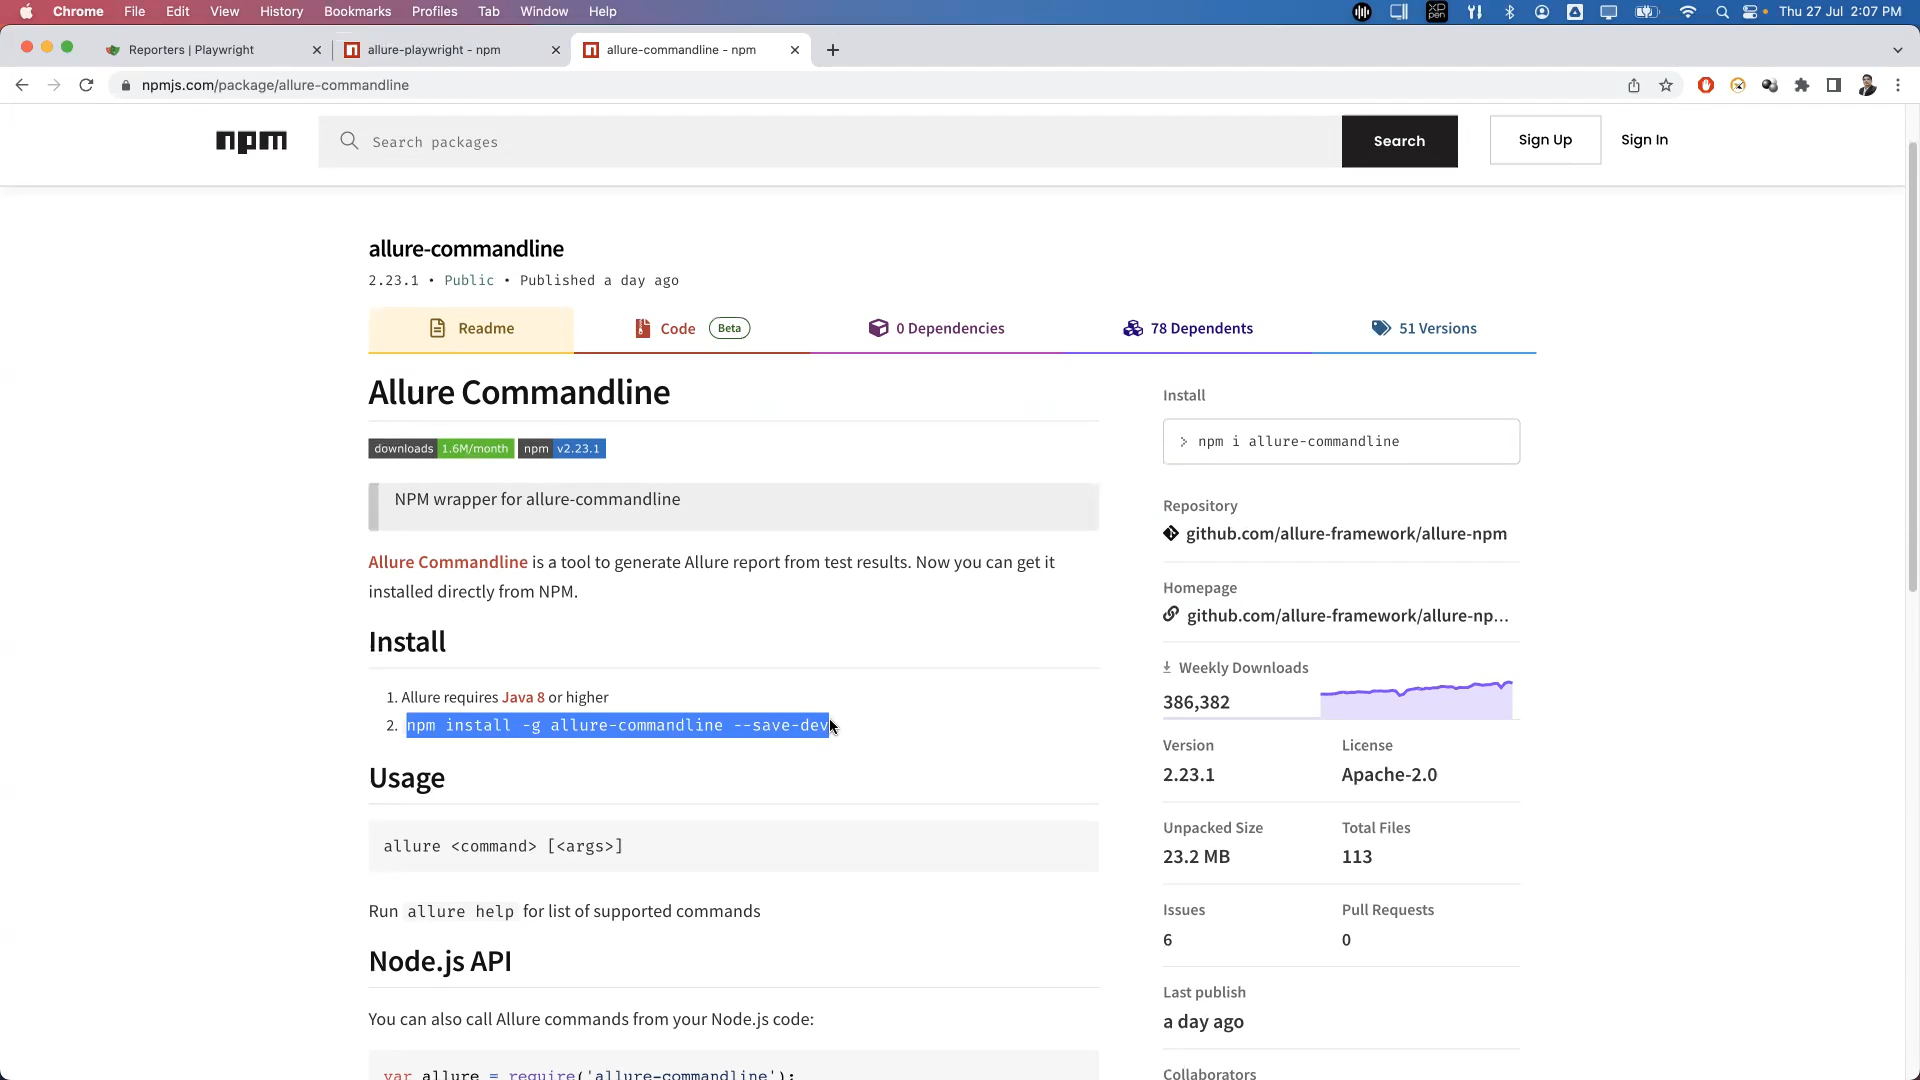 Chrome File Edit View History Bookmarks Profiles Tab Window Help
XP PEN
Thu 27 Jul 2:07 PM
Reporters | Playwright
allure-playwright - npm
allure-commandline - npm
npmjs.com/package/allure-commandline
npm
Search packages
Search
Sign Up
Sign In
allure-commandline
2.23.1 • Public • Published a day ago
Readme
Code Beta
0 Dependencies
78 Dependents
51 Versions
Allure Commandline
downloads 1.6M/month npm v2.23.1
NPM wrapper for allure-commandline
Allure Commandline is a tool to generate Allure report from test results. Now you can get it
installed directly from NPM.
Install
1. Allure requires Java 8 or higher
2. npm install -g allure-commandline --save-dev
Usage
allure <command> [<args>]
Run allure help for list of supported commands
Node.js API
You can also call Allure commands from your Node.js code:
var allure = require('allure-commandline');
Install
> npm i allure-commandline
Repository
github.com/allure-framework/allure-npm
Homepage
github.com/allure-framework/allure-np...
Weekly Downloads
386,382
Version
License
2.23.1
Apache-2.0
Unpacked Size
Total Files
23.2 MB
113
Issues
Pull Requests
6
0
Last publish
a day ago
Collaborators